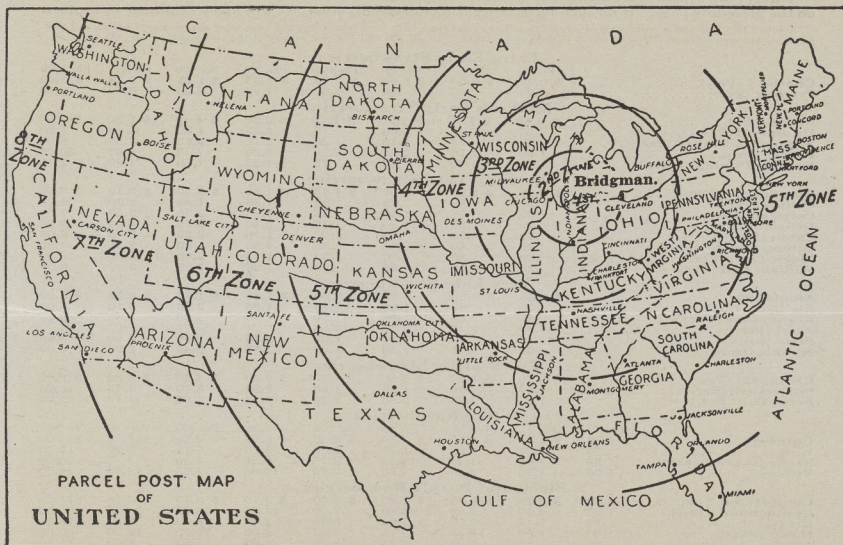 C A N A D A
SEATTLE
WASHINGTON
WALLA WALLA
PORTLAND
OREGON
8TH ZONE
IDAHO
BOISE
MONTANA
HELENA
NORTH DAKOTA
BISMARCK
SOUTH DAKOTA
PIERRE
MINNESOTA
ST. PAUL
WISCONSIN
3RD ZONE
MILWAUKEE
CHICAGO
2ND ZONE
Bridgman.
1ST
4TH ZONE
WYOMING
CHEYENNE
NEBRASKA
OMAHA
IOWA
DES MOINES
ILLINOIS
INDIANA
INDIANAPOLIS
OHIO
CLEVELAND
CINCINNATI
BUFFALO
NEW YORK
VERMONT
MONTPELIER
NEW H.
MAINE
PORTLAND
CONCORD
MASS
BOSTON
CONN
PROVIDENCE
HARTFORD
NEW YORK
5TH ZONE
PENNSYLVANIA
TRENTON
PHILADELPHIA
BALTIMORE
WASHINGTON
RICHMOND
WEST VIRGINIA
VIRGINIA
CHARLESTON
FRANKFORT
KENTUCKY
CALIFORNIA
SAN FRANCISCO
NEVADA
CARSON CITY
7TH ZONE
SALT LAKE CITY
UTAH
6TH ZONE
DENVER
COLORADO
KANSAS
5TH ZONE
WICHITA
MISSOURI
ST LOUIS
LOS ANGELES
SAN DIEGO
ARIZONA
PHOENIX
SANTA FE
NEW MEXICO
OKLAHOMA CITY
OKLAHOMA
ARKANSAS
LITTLE ROCK
TENNESSEE
NASHVILLE
N CAROLINA
RALEIGH
SOUTH CAROLINA
CHARLESTON
ATLANTA
GEORGIA
ALABAMA
MONTGOMERY
MISSISSIPPI
JACKSON
DALLAS
TEXAS
HOUSTON
LOUISIANA
NEW ORLEANS
JACKSONVILLE
FLORIDA
ORLANDO
TAMPA
MIAMI
ATLANTIC OCEAN
GULF OF MEXICO
PARCEL POST MAP
OF
UNITED STATES